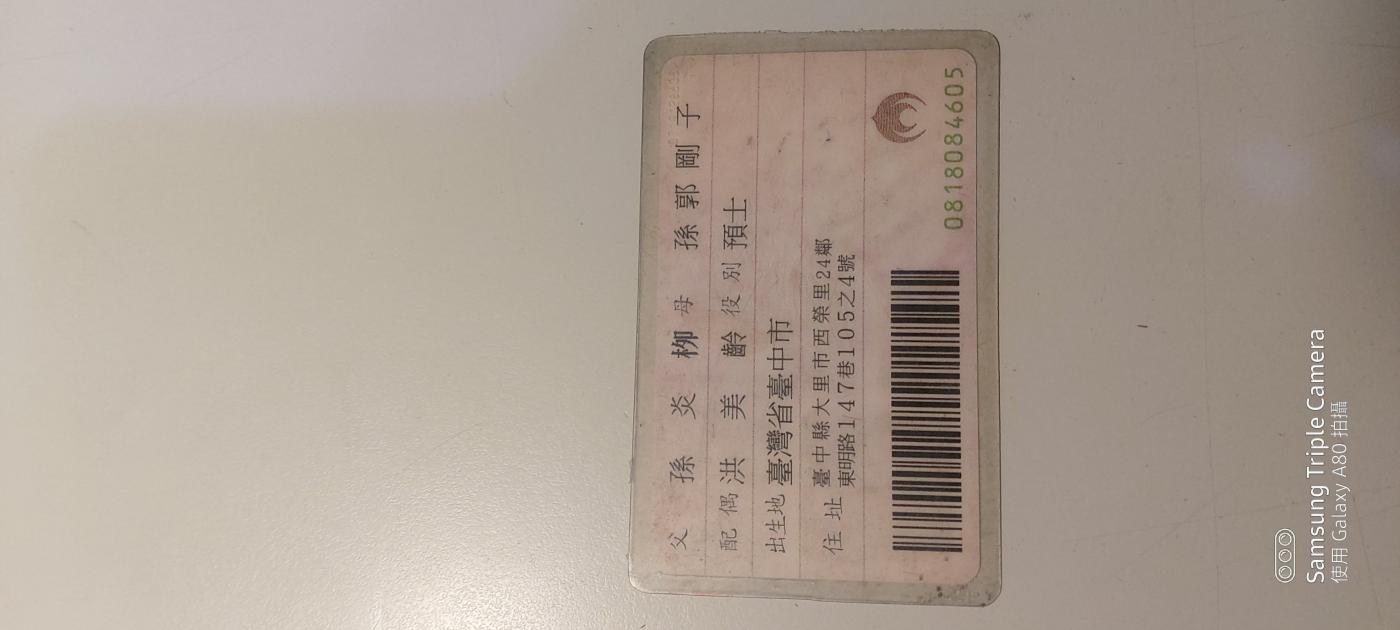 父 孫 炎 柳 母 孫 郭 剛 子
配偶 洪 美 齡 役別 預士
出生地 臺灣省臺中市
住址 臺中縣大里市西榮里24鄰
東明路147巷105之4號
0818084605
Samsung Triple Camera
使用 Galaxy A80 拍攝